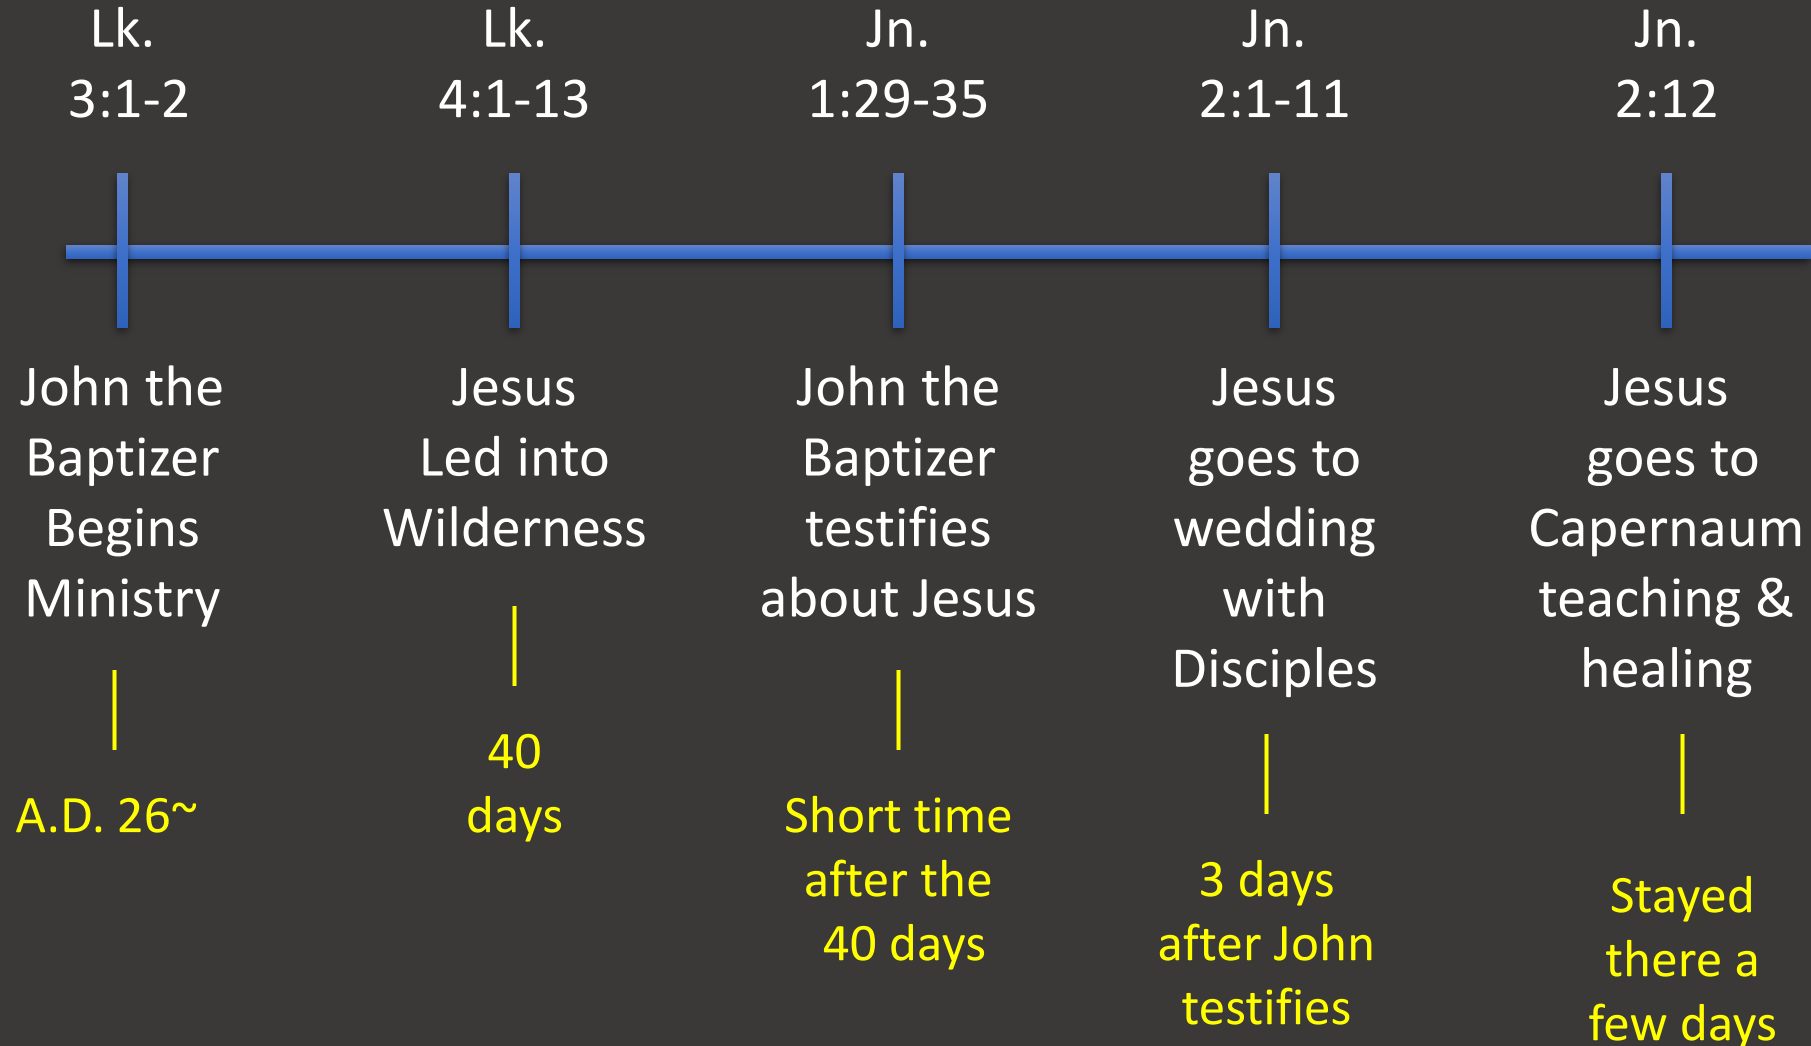 Lk.
3:1-2
Lk.
4:1-13
Jn.
1:29-35
Jn.
2:1-11
Jn.
2:12
John the
Baptizer
Begins
Ministry
A.D. 26~
Jesus
Led into
Wilderness
40
days
John the
Baptizer
testifies
about Jesus
Short time
after the
40 days
Jesus
goes to
wedding
with
Disciples
3 days
after John
testifies
Jesus
goes to
Capernaum
teaching &
healing
Stayed
there a
few days